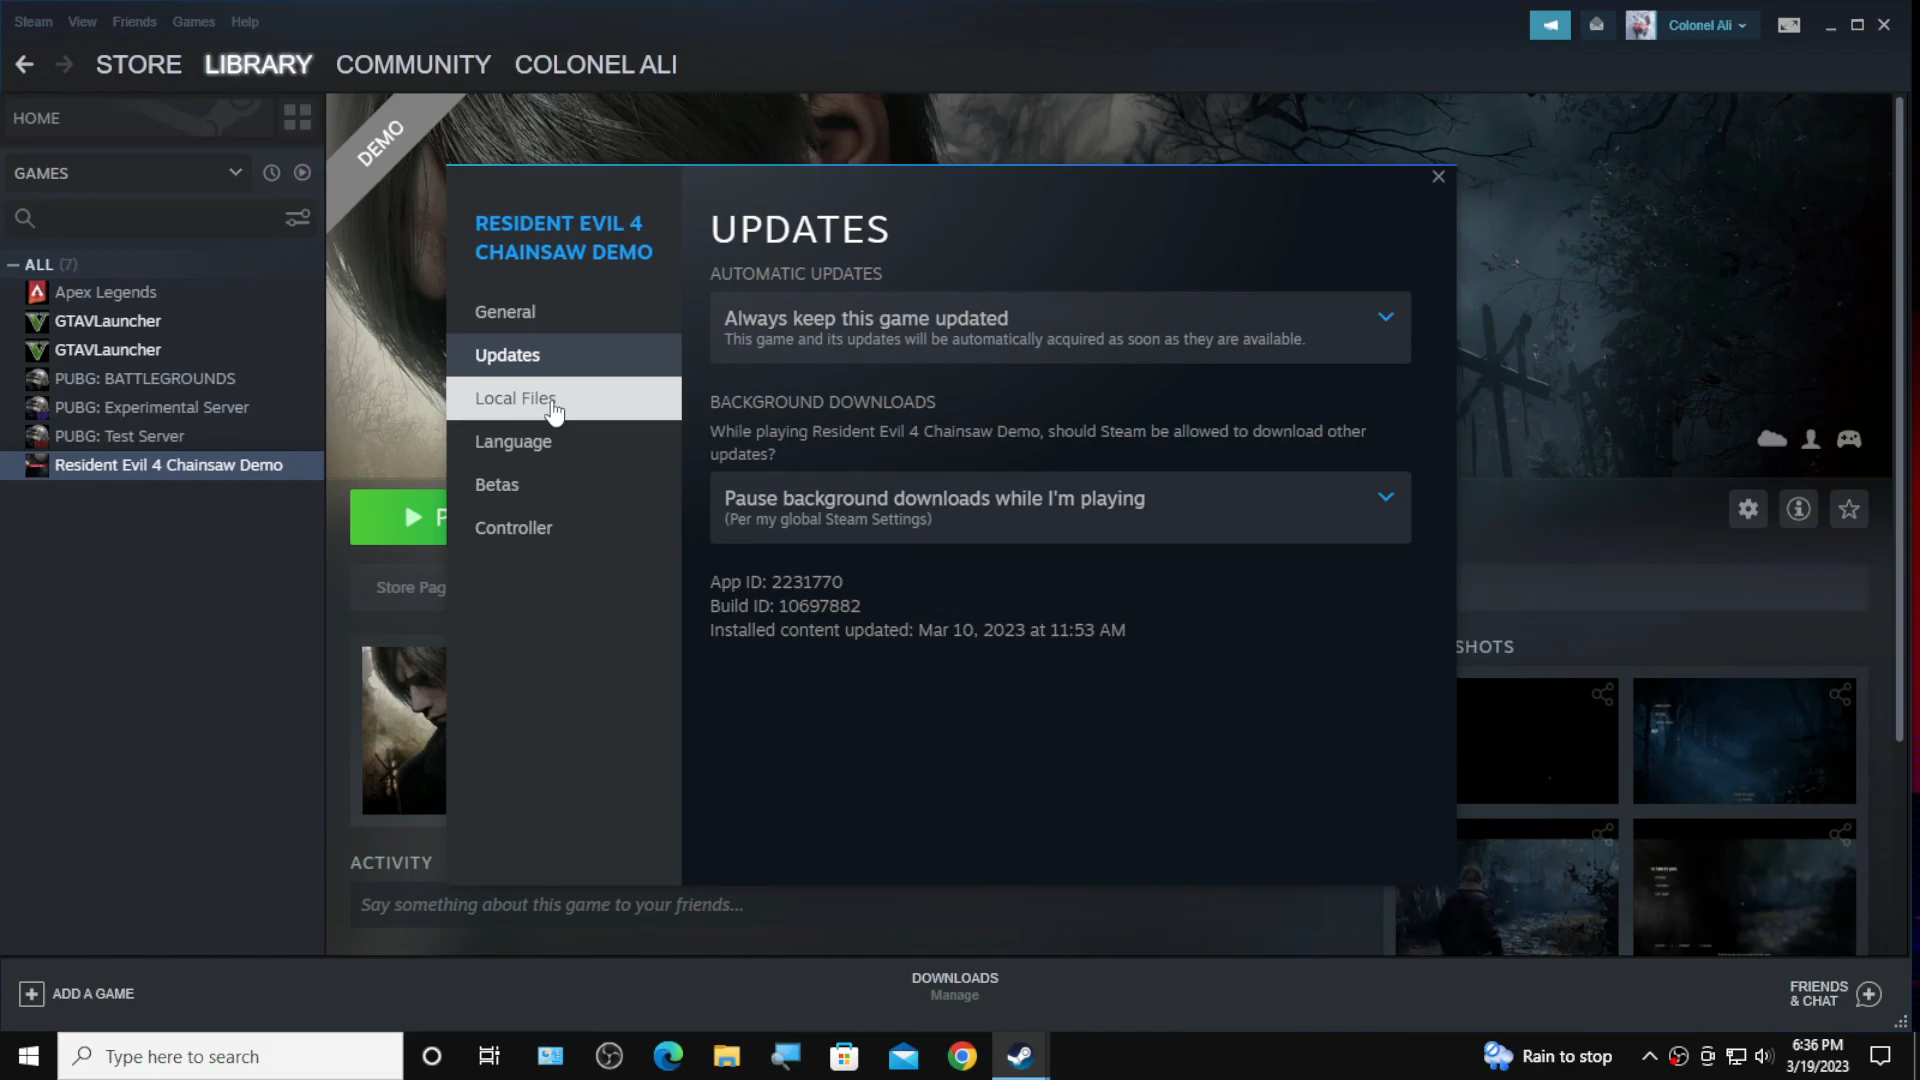 Steam View Friends Games Help
Colonel Ali
STORE LIBRARY COMMUNITY COLONEL ALI
HOME
GAMES
ALL (7)
Apex Legends
GTAVLauncher
GTAVLauncher
PUBG: BATTLEGROUNDS
PUBG: Experimental Server
PUBG: Test Server
Resident Evil 4 Chainsaw Demo
DEMO
P
Store Pag
RESIDENT EVIL 4
CHAINSAW DEMO
General
Updates
Local Files
Language
Betas
Controller
UPDATES
AUTOMATIC UPDATES
Always keep this game updated
This game and its updates will be automatically acquired as soon as they are available.
BACKGROUND DOWNLOADS
While playing Resident Evil 4 Chainsaw Demo, should Steam be allowed to download other
updates?
Pause background downloads while I'm playing
(Per my global Steam Settings)
App ID: 2231770
Build ID: 10697882
Installed content updated: Mar 10, 2023 at 11:53 AM
SHOTS
ACTIVITY
Say something about this game to your friends...
ADD A GAME
DOWNLOADS
Manage
FRIENDS
& CHAT
Type here to search
Rain to stop
6:36 PM
3/19/2023